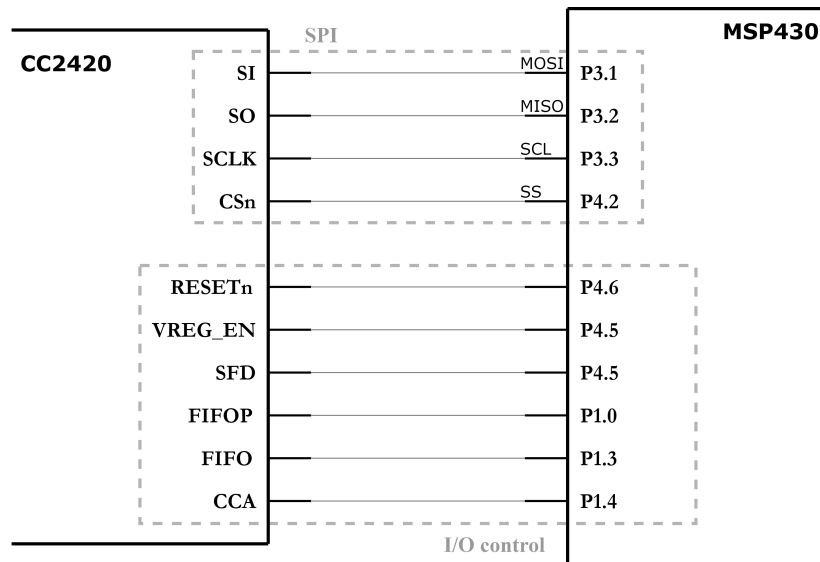 MSP430
SPI
CC2420
SI MOSI P3.1
SO MISO P3.2
SCLK SCL P3.3
CSn SS P4.2
RESETn P4.6
VREG_EN P4.5
SFD P4.5
FIFOP P1.0
FIFO P1.3
CCA P1.4
I/O control